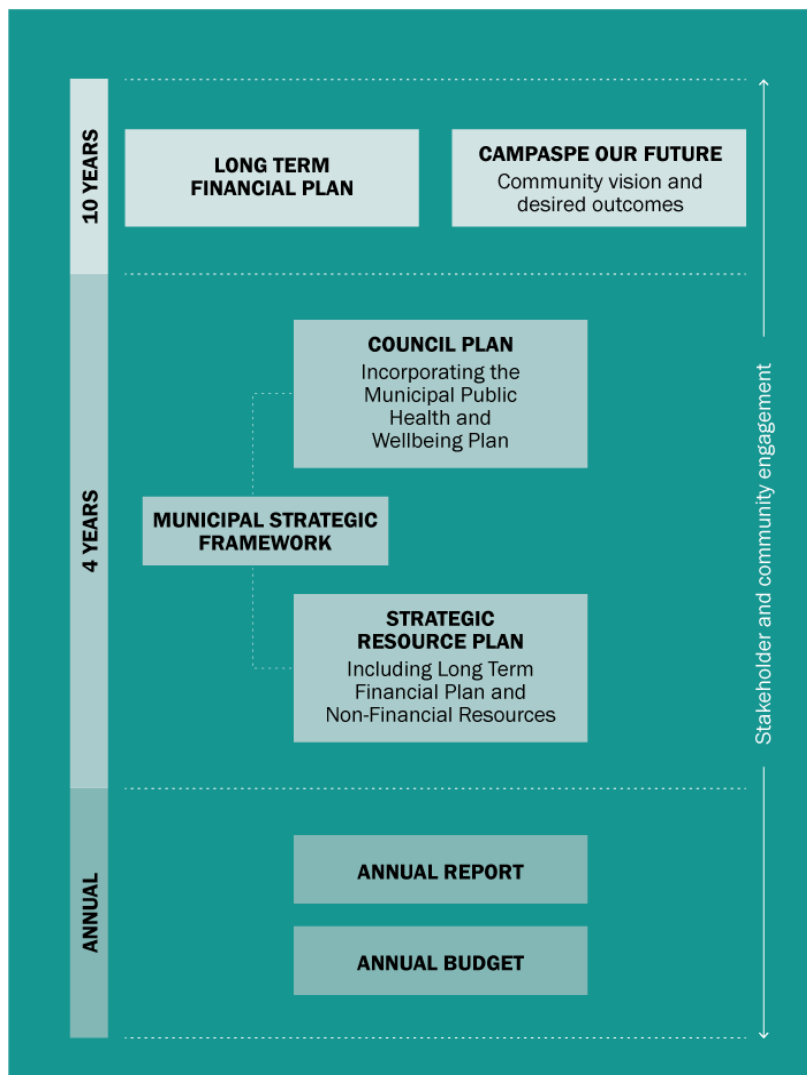 10 YEARS
LONG TERM
FINANCIAL PLAN
CAMPASPE OUR FUTURE
Community vision and
desired outcomes
4 YEARS
COUNCIL PLAN
Incorporating the
Municipal Public
Health and
Wellbeing Plan
MUNICIPAL STRATEGIC
FRAMEWORK
STRATEGIC
RESOURCE PLAN
Including Long Term
Financial Plan and
Non-Financial Resources
ANNUAL
ANNUAL REPORT
ANNUAL BUDGET
Stakeholder and community engagement